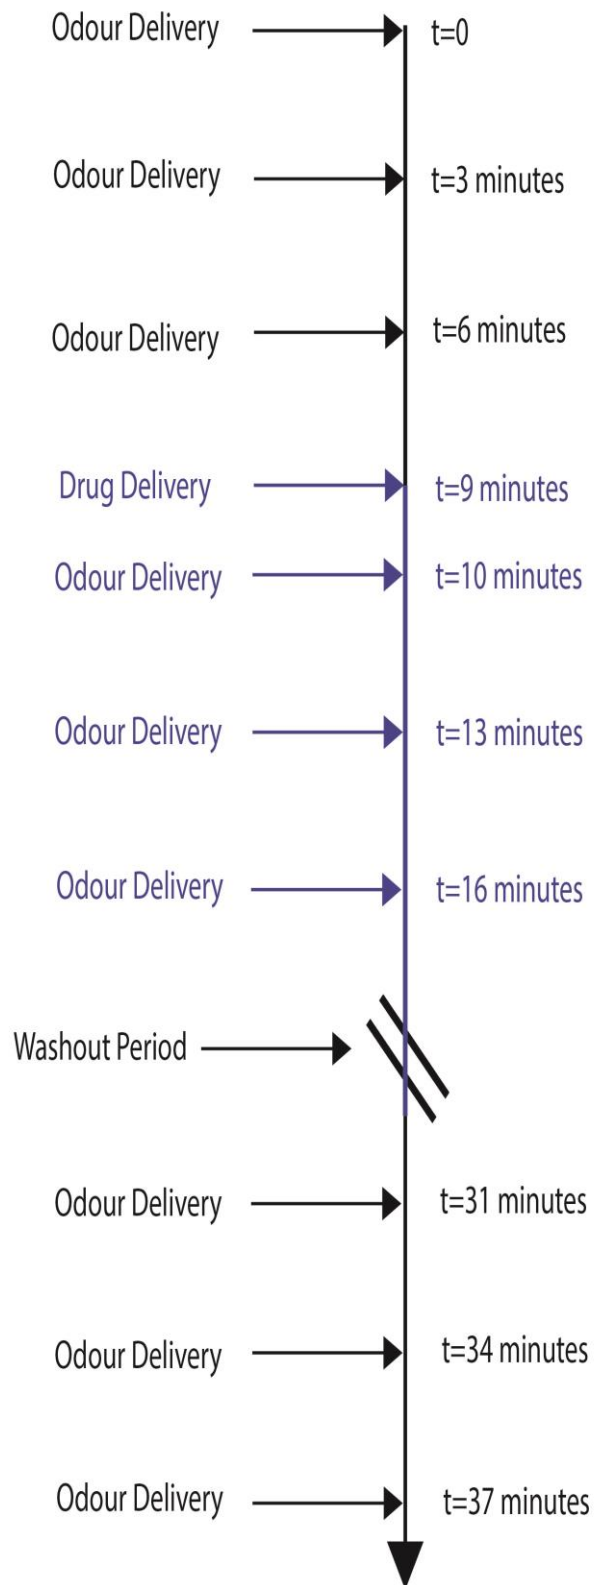 Odour Delivery t=0
Odour Delivery t=3 minutes
Odour Delivery t=6 minutes
Drug Delivery t=9 minutes
Odour Delivery t=10 minutes
Odour Delivery t=13 minutes
Odour Delivery t=16 minutes
Washout Period
Odour Delivery t=31 minutes
Odour Delivery t=34 minutes
Odour Delivery t=37 minutes